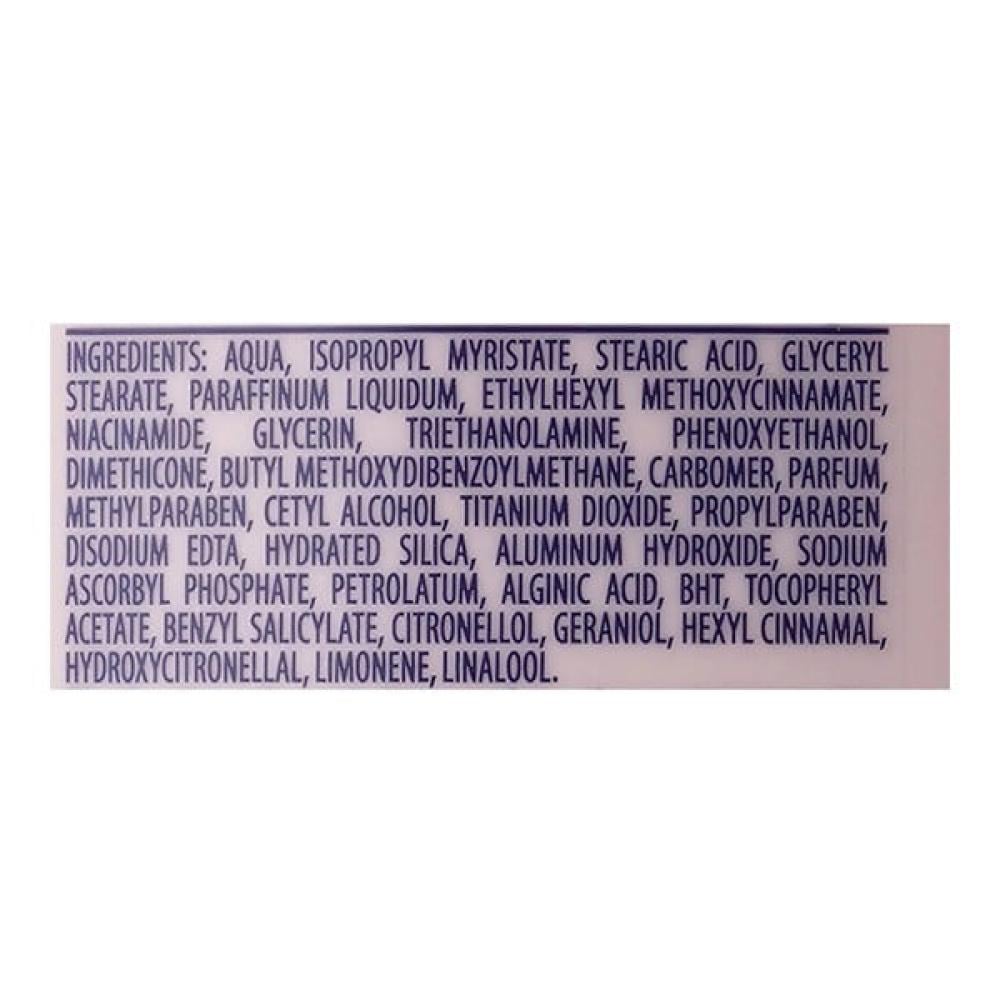 INGREDIENTS: AQUA, ISOPROPYL MYRISTATE, STEARIC ACID, GLYCERYL
STEARATE, PARAFFINUM LIQUIDUM, ETHYLHEXYL METHOXYCINNAMATE,
NIACINAMIDE, GLYCERIN, TRIETHANOLAMINE, PHENOXYETHANOL,
DIMETHICONE, BUTYL METHOXYDIBENZOYLMETHANE, CARBOMER, PARFUM,
METHYLPARABEN, CETYL ALCOHOL, TITANIUM DIOXIDE, PROPYLPARABEN,
DISODIUM EDTA, HYDRATED SILICA, ALUMINUM HYDROXIDE, SODIUM
ASCORBYL PHOSPHATE, PETROLATUM, ALGINIC ACID, BHT, TOCOPHERYL
ACETATE, BENZYL SALICYLATE, CITRONELLOL, GERANIOL, HEXYL CINNAMAL,
HYDROXYCITRONELLAL, LIMONENE, LINALOOL.